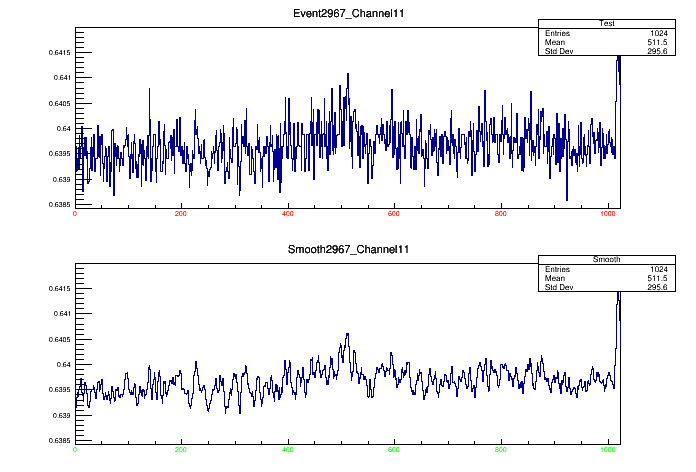 Event2967_Channel11
Test
Entries 1024
Mean 511.5
Std Dev 295.6
0.6415
0.641
0.6405
0.64
0.6395
0.639
0.6385
0 200 400 600 800 1000
Smooth2967_Channel11
Smooth
Entries 1024
Mean 511.5
Std Dev 295.6
0.6415
0.641
0.6405
0.64
0.6395
0.639
0.6385
0 200 400 600 800 1000